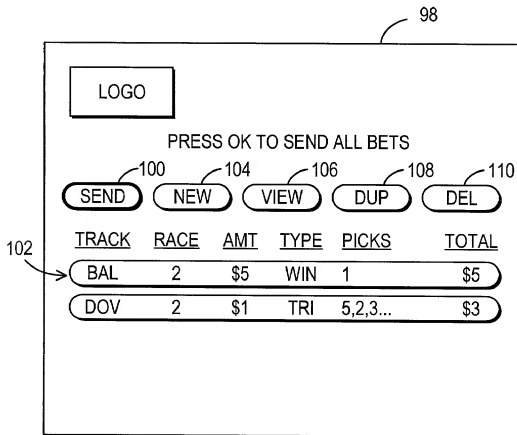 98
LOGO
PRESS OK TO SEND ALL BETS
100 104 106 108 110
SEND NEW VIEW DUP DEL
TRACK RACE AMT TYPE PICKS TOTAL
102
BAL 2 $5 WIN 1 $5
DOV 2 $1 TRI 5,2,3... $3